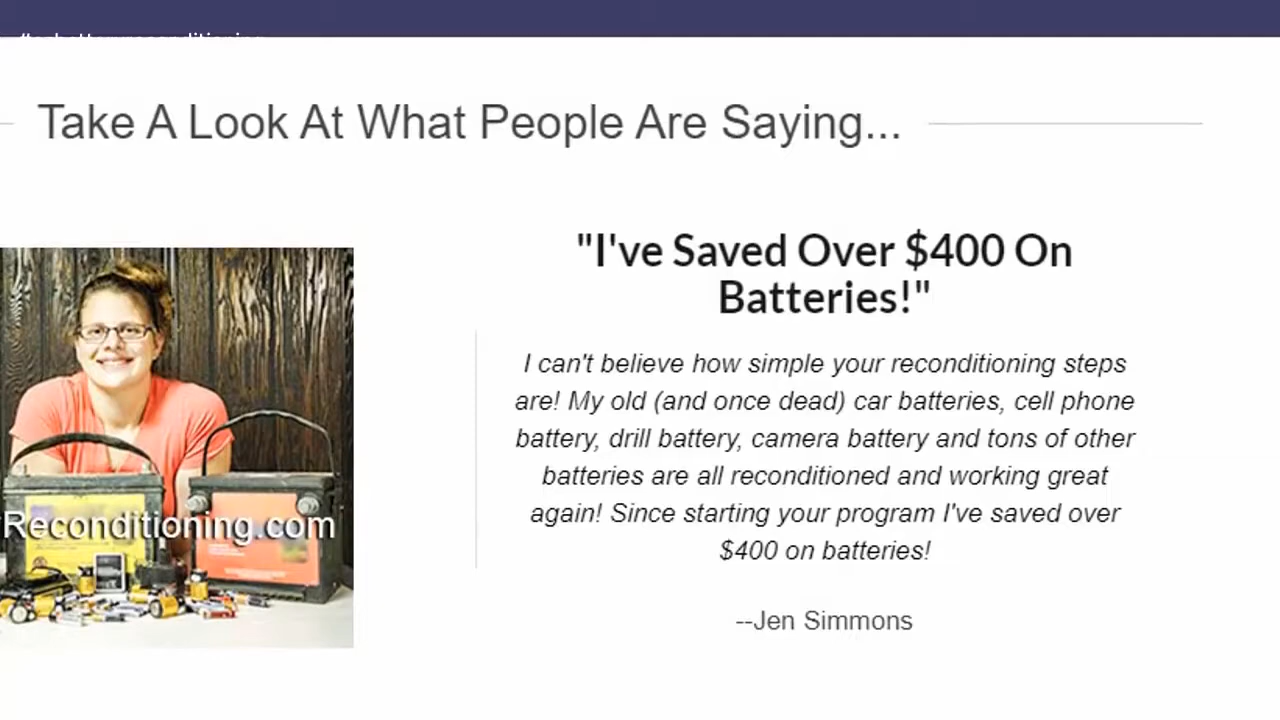 Take A Look At What People Are Saying...
"I've Saved Over $400 On
Batteries!"
I can't believe how simple your reconditioning steps
are! My old (and once dead) car batteries, cell phone
battery, drill battery, camera battery and tons of other
batteries are all reconditioned and working great
again! Since starting your program I've saved over
$400 on batteries!
Reconditioning.com
--Jen Simmons